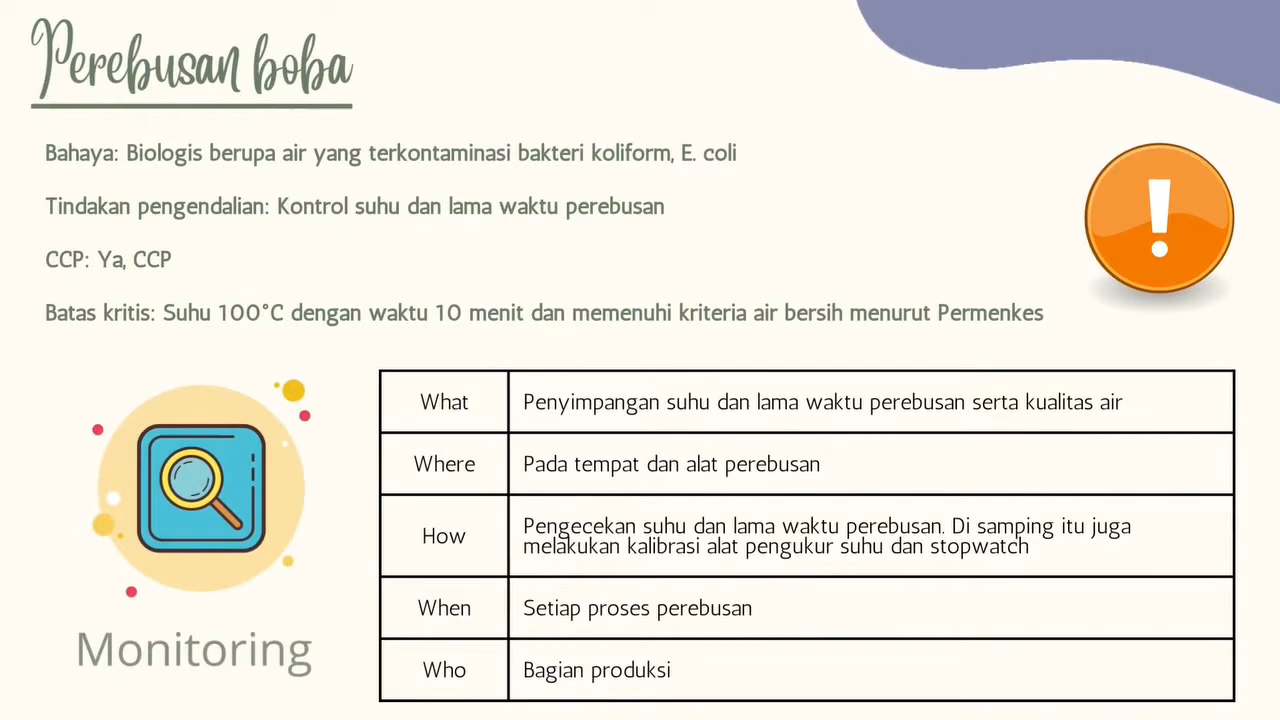 Perebusan boba
Bahaya: Biologis berupa air yang terkontaminasi bakteri koliform, E. coli
Tindakan pengendalian: Kontrol suhu dan lama waktu perebusan
CCP: Ya, CCP
Batas kritis: Suhu 100°C dengan waktu 10 menit dan memenuhi kriteria air bersih menurut Permenkes
What
Penyimpangan suhu dan lama waktu perebusan serta kualitas air
Where
Pada tempat dan alat perebusan
How
Pengecekan suhu dan lama waktu perebusan. Di samping itu juga
melakukan kalibrasi alat pengukur suhu dan stopwatch
When
Setiap proses perebusan
Who
Bagian produksi
Monitoring